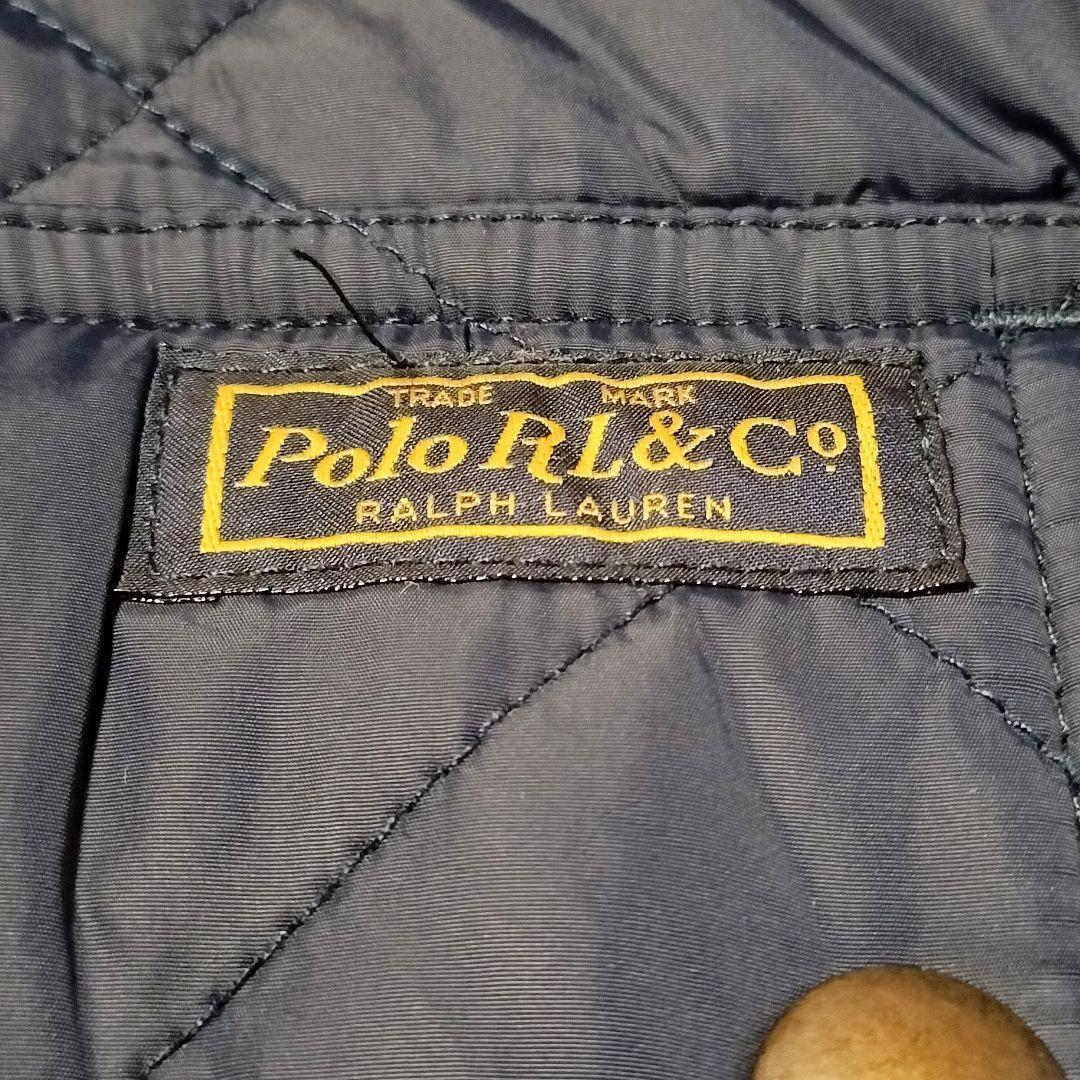 TRADE MARK
Polo RL & Co
RALPH LAUREN